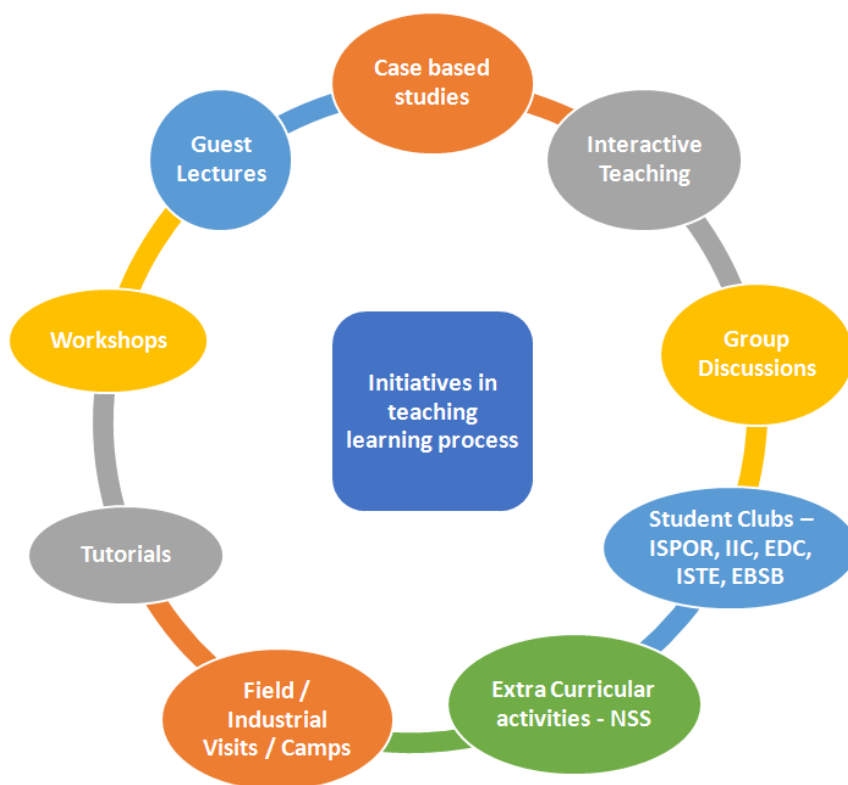 Case based
studies
Interactive
Teaching
Group
Discussions
Student Clubs –
ISPOR, IIC, EDC,
ISTE, EBSB
Extra Curricular
activities - NSS
Field /
Industrial
Visits / Camps
Tutorials
Workshops
Guest
Lectures
Initiatives in
teaching
learning process